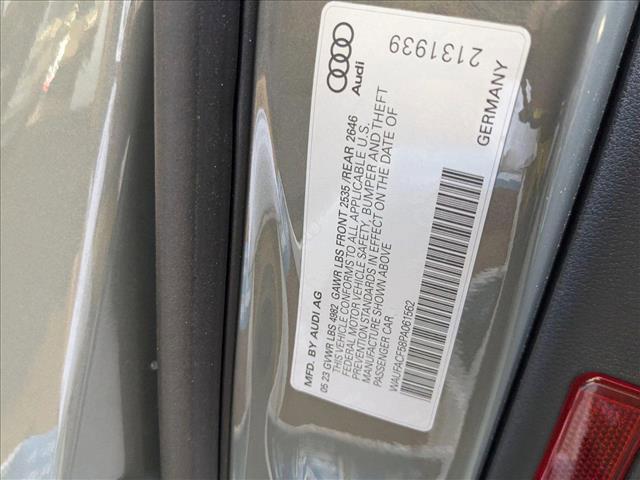 MFD. BY AUDI AG
05 23 GVWR LBS 4982 GAWR LBS FRONT 2535 /REAR 2646
THIS VEHICLE CONFORMS TO ALL APPLICABLE U.S.
FEDERAL MOTOR VEHICLE SAFETY, BUMPER AND THEFT
PREVENTION STANDARDS IN EFFECT ON THE DATE OF
MANUFACTURE SHOWN ABOVE
PASSENGER CAR
WAUFACF58PA061562
Audi
2131939
GERMANY